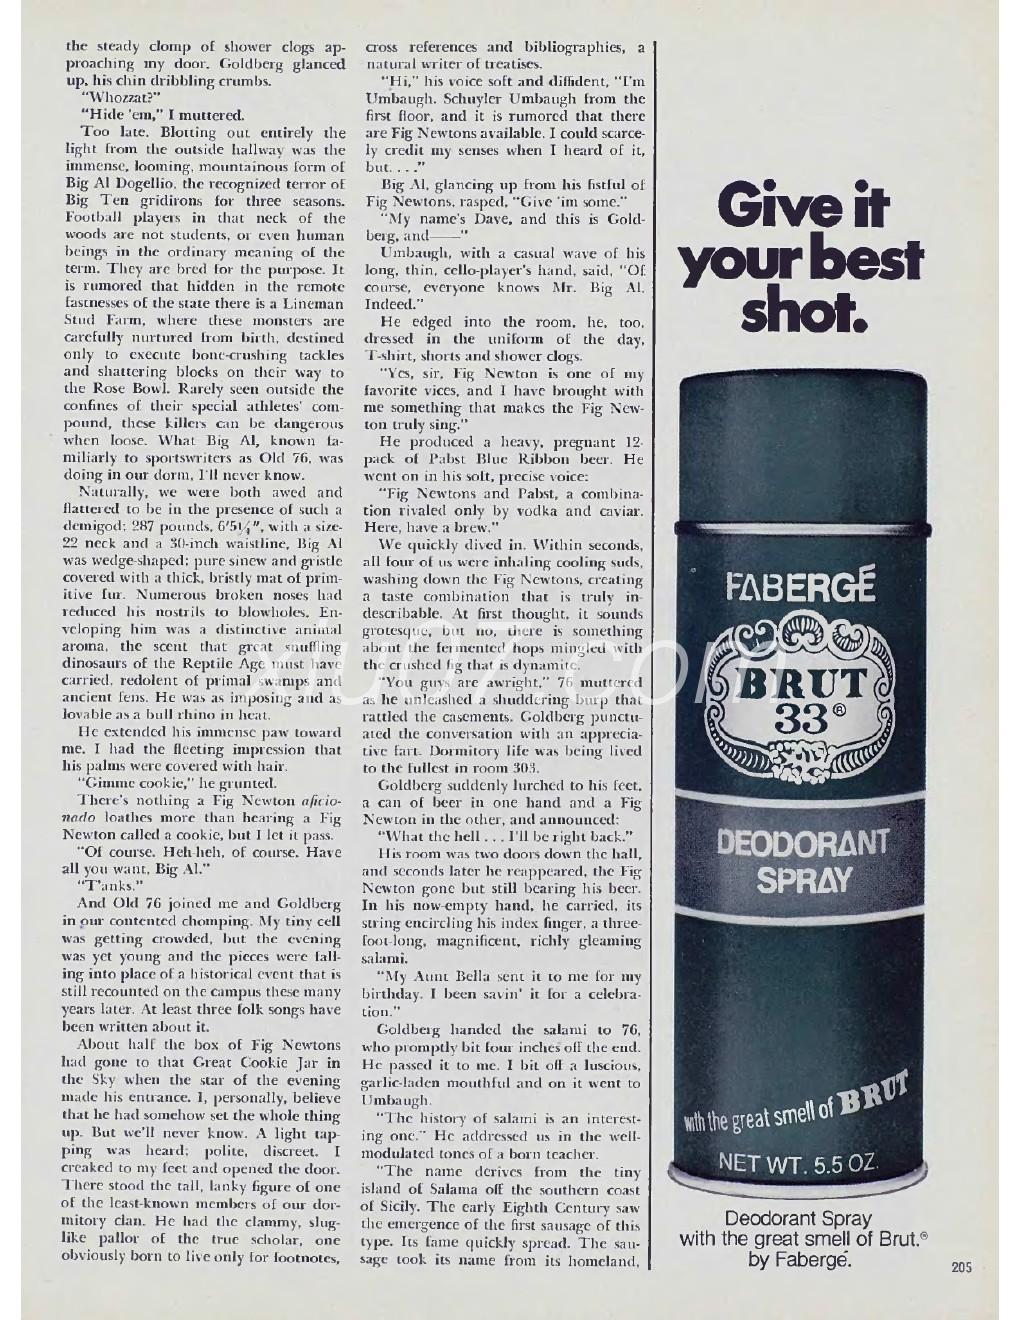 the steady clomp of shower clogs ap-
proaching my door. Goldberg glanced
up, his chin dribbling crumbs.
"Whozzat?"
"Hide 'em," I muttered.
Too late. Blotting out entirely the
light from the outside hallway was the
immense, looming, mountainous form of
Big Al Dogellio, the recognized terror of
Big Ten gridirons for three seasons.
Football players in that neck of the
woods are not students, or even human
beings in the ordinary meaning of the
term. They are bred for the purpose. It
is rumored that hidden in the remote
fastnesses of the state there is a Lineman
Stud Farm, where these monsters are
carefully nurtured from birth, destined
only to execute bone-crushing tackles
and shattering blocks on their way to
the Rose Bowl. Rarely seen outside the
confines of their special athletes' com-
pound, these killers can be dangerous
when loose. What Big Al, known fa-
miliarly to sportswriters as Old 76, was
doing in our dorm, I'll never know.
Naturally, we were both awed and
flattered to be in the presence of such a
demigod; 287 pounds, 6'5¼", with a size-
22 neck and a 30-inch waistline, Big Al
was wedge-shaped; pure sinew and gristle
covered with a thick, bristly mat of prim-
itive fur. Numerous broken noses had
reduced his nostrils to blowholes. En-
veloping him was a distinctive animal
aroma, the scent that great snuffling
dinosaurs of the Reptile Age must have
carried, redolent of primal swamps and
ancient fens. He was as imposing and as
lovable as a bull rhino in heat.
He extended his immense paw toward
me. I had the fleeting impression that
his palms were covered with hair.
"Gimme cookie," he grunted.
There's nothing a Fig Newton aficio-
nado loathes more than hearing a Fig
Newton called a cookie, but I let it pass.
"Of course. Heh-heh, of course. Have
all you want, Big Al."
"T'anks."
And Old 76 joined me and Goldberg
in our contented chomping. My tiny cell
was getting crowded, but the evening
was yet young and the pieces were fall-
ing into place of a historical event that is
still recounted on the campus these many
years later. At least three folk songs have
been written about it.
About half the box of Fig Newtons
had gone to that Great Cookie Jar in
the Sky when the star of the evening
made his entrance. I, personally, believe
that he had somehow set the whole thing
up. But we'll never know. A light tap-
ping was heard; polite, discreet. I
creaked to my feet and opened the door.
There stood the tall, lanky figure of one
of the least-known members of our dor-
mitory clan. He had the clammy, slug-
like pallor of the true scholar, one
obviously born to live only for footnotes,
cross references and bibliographies, a
natural writer of treatises.
"Hi," his voice soft and diffident, "I'm
Umbaugh. Schuyler Umbaugh from the
first floor, and it is rumored that there
are Fig Newtons available. I could scarce-
ly credit my senses when I heard of it,
but. . . ."
Big Al, glancing up from his fistful of
Fig Newtons, rasped, "Give 'im some."
"My name's Dave, and this is Gold-
berg, and——"
Umbaugh, with a casual wave of his
long, thin, cello-player's hand, said, "Of
course, everyone knows Mr. Big Al.
Indeed."
He edged into the room, he, too,
dressed in the uniform of the day,
T-shirt, shorts and shower clogs.
"Yes, sir, Fig Newton is one of my
favorite vices, and I have brought with
me something that makes the Fig New-
ton truly sing."
He produced a heavy, pregnant 12-
pack of Pabst Blue Ribbon beer. He
went on in his soft, precise voice:
"Fig Newtons and Pabst, a combina-
tion rivaled only by vodka and caviar.
Here, have a brew."
We quickly dived in. Within seconds,
all four of us were inhaling cooling suds,
washing down the Fig Newtons, creating
a taste combination that is truly in-
describable. At first thought, it sounds
grotesque, but no, there is something
about the fermented hops mingled with
the crushed fig that is dynamite.
"You guys are awright," 76 muttered
as he unleashed a shuddering burp that
rattled the casements. Goldberg punctu-
ated the conversation with an apprecia-
tive fart. Dormitory life was being lived
to the fullest in room 303.
Goldberg suddenly lurched to his feet,
a can of beer in one hand and a Fig
Newton in the other, and announced:
"What the hell . . . I'll be right back."
His room was two doors down the hall,
and seconds later he reappeared, the Fig
Newton gone but still bearing his beer.
In his now-empty hand, he carried, its
string encircling his index finger, a three-
foot-long, magnificent, richly gleaming
salami.
"My Aunt Bella sent it to me for my
birthday. I been savin' it for a celebra-
tion."
Goldberg handed the salami to 76,
who promptly bit four inches off the end.
He passed it to me. I bit off a luscious,
garlic-laden mouthful and on it went to
Umbaugh.
"The history of salami is an interest-
ing one." He addressed us in the well-
modulated tones of a born teacher.
"The name derives from the tiny
island of Salama off the southern coast
of Sicily. The early Eighth Century saw
the emergence of the first sausage of this
type. Its fame quickly spread. The sau-
sage took its name from its homeland,
Give it
your best
shot.
FABERGÉ
BRUT
33®
DEODORANT
SPRAY
with the great smell of BRUT
NET WT. 5.5 OZ.
Deodorant Spray
with the great smell of Brut.®
by Fabergé.
205
xtu07.com